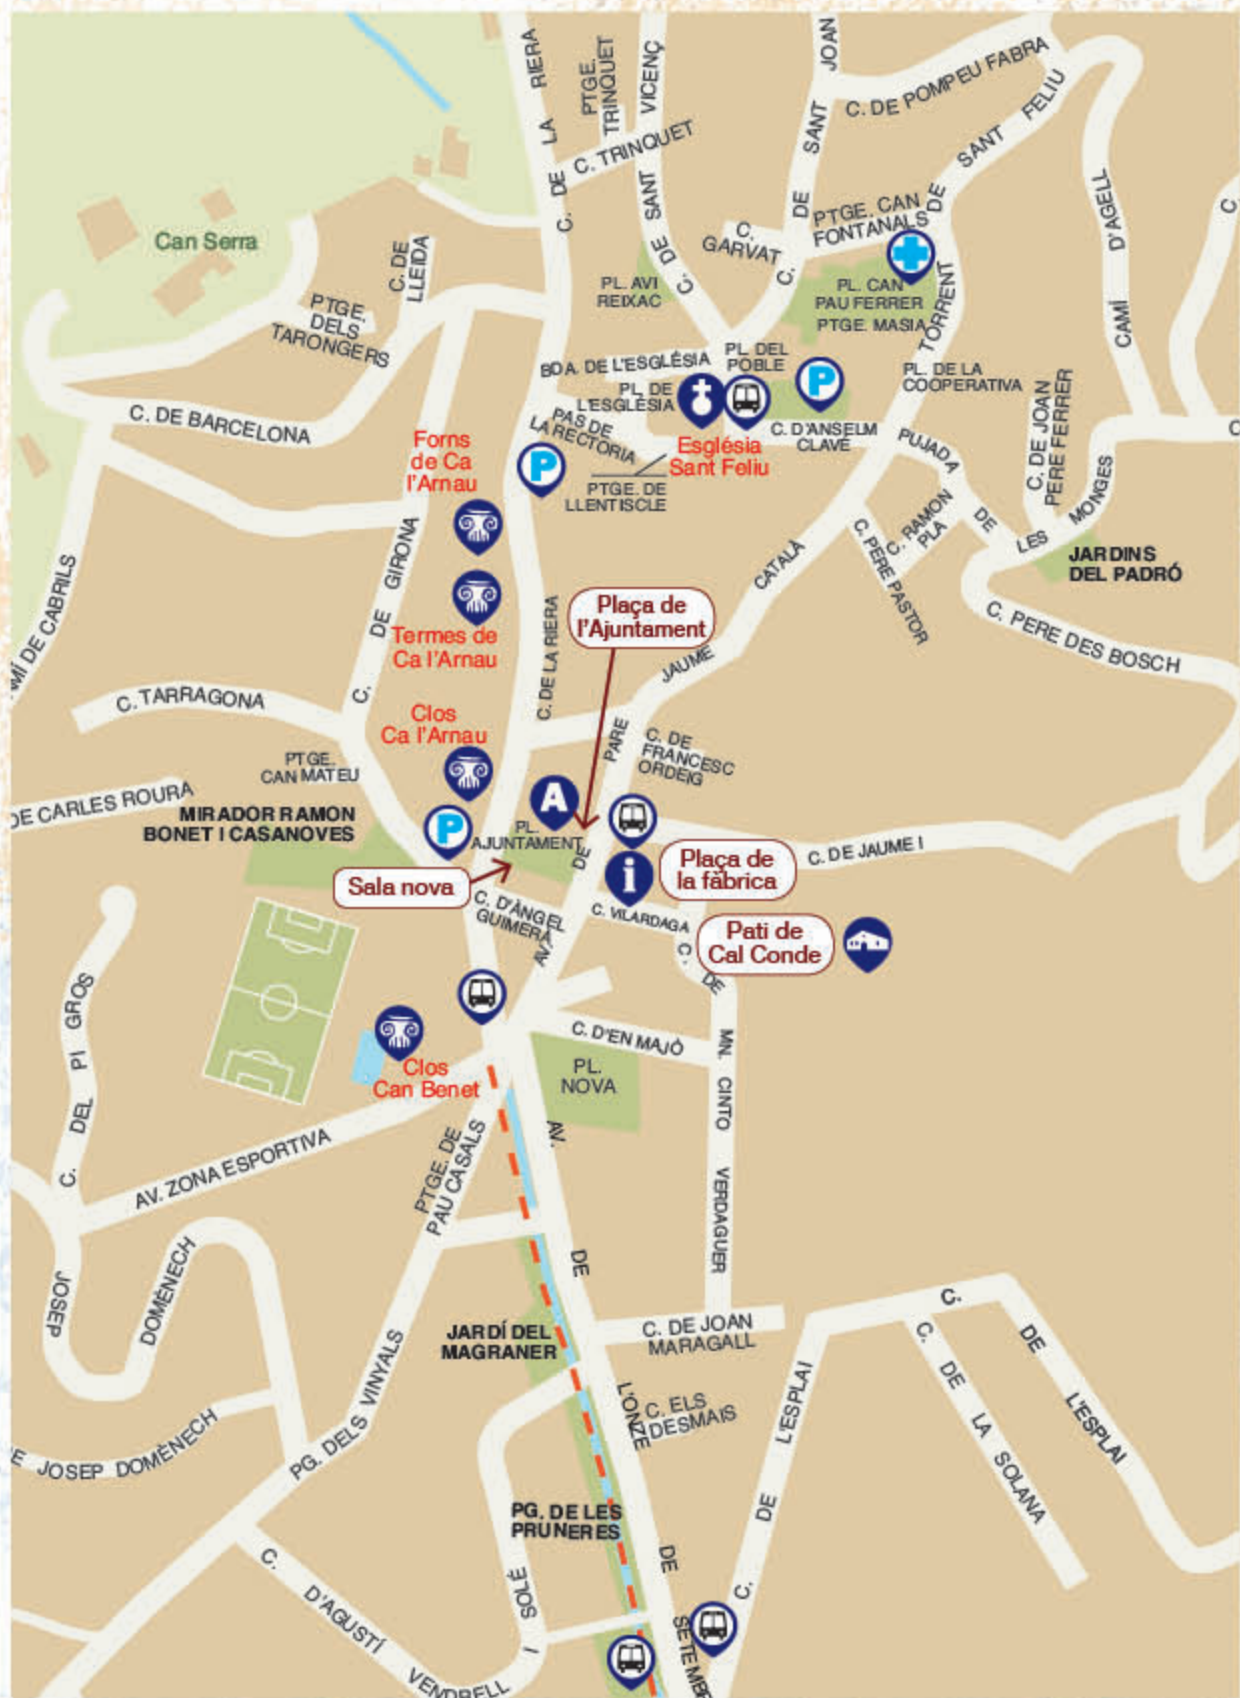 C. DE LA RIERA
PTGE.
TRINQUET
C. TRINQUET
C. DE SANT VICENÇ
C. DE SANT JOAN
C. DE POMPEU FABRA
SANT FELIU
DE
TORRENT
PTGE. CAN
FONTANALS
C.
GARVAT
CAMÍ D'AGELL
C.
Can Serra
C. DE
LLEIDA
PTGE.
DELS
TARONGERS
PL. AVI
REIXAC
PL. CAN
PAU FERRER
PTGE. MASIA
BDA. DE L'ESGLÉSIA
PL. DEL
POBLE
PL. DE
L'ESGLÉSIA
P
PL. DE LA
COOPERATIVA
C. DE JOAN
PERE FERRER
C. DE BARCELONA
PAS DE
LA RECTORIA
Església
Sant Feliu
C. D'ANSELM
CLAVÉ
PUJADA DE LES MONGES
C
Forns
de Ca
l'Arnau
P
PTGE. DE
LLENTISCLE
C. RAMON
PLA
C. PERE PASTOR
JARDINS
DEL PADRÓ
C. DE GIRONA
CATALÀ
MÍ DE CABRILS
Termes de
Ca l'Arnau
C. DE LA RIERA
Plaça de
l'Ajuntament
C. PERE DES BOSCH
JAUME
C. TARRAGONA
Clos
Ca l'Arnau
PARE
C. DE
FRANCESC
ORDEIG
PTGE.
CAN MATEU
DE CARLES ROURA
MIRADOR RAMON
BONET I CASANOVES
P
A
PL.
AJUNTAMENT
DE
C. DE JAUME I
i
Plaça de
la fàbrica
Sala nova
C. D'ÀNGEL
GUIMERÀ
AV.
C. VILARDAGA
Pati de
Cal Conde
C. DE MN. CINTO VERDAGUER
C. DEL PI GROS
C. D'EN MAJÓ
Clos
Can Benet
PL.
NOVA
AV. DE L'ONZE DE SETEMBR
AV. ZONA ESPORTIVA
PTGE. DE
PAU CASALS
JOSEP
DOMÈNECH
JARDÍ DEL
MAGRANER
C. DE JOAN
MARAGALL
C. DE L'ESPLAI
C. DE L'ESPLAI
C. DE LA SOLANA
PG. DELS VINYALS
C. ELS
DESMAIS
E JOSEP DOMÈNECH
PG. DE LES
PRUNERES
C. D'AGUSTÍ VENDRELL I SOLÉ